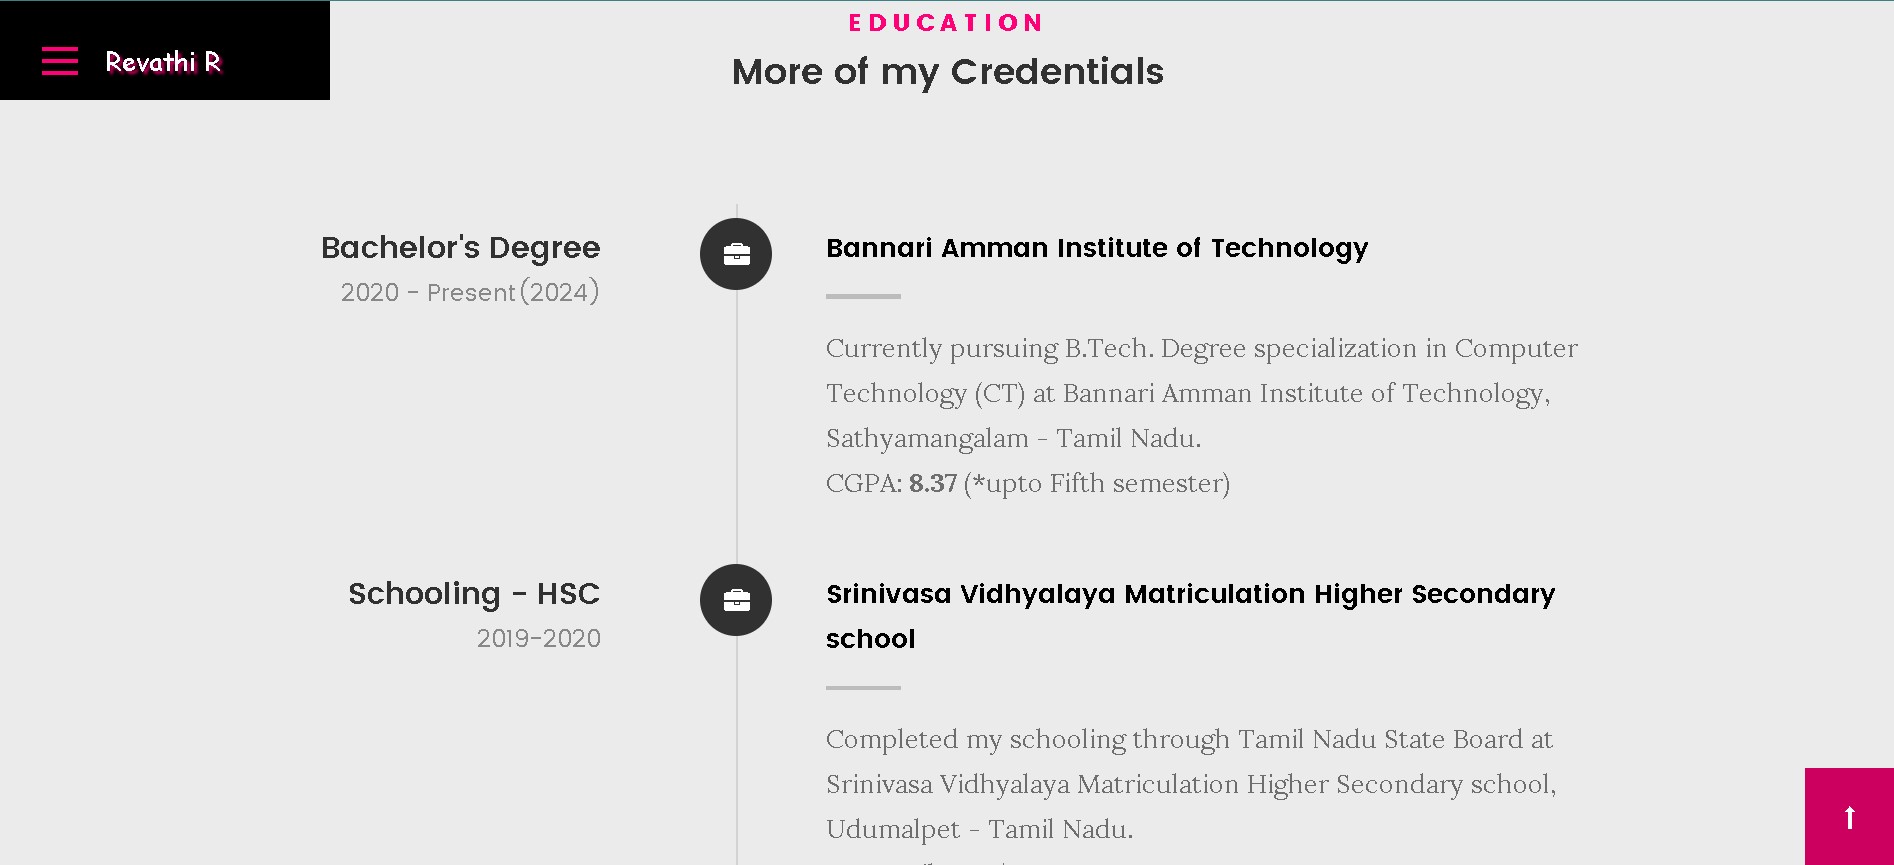 EDUCATION
Revathi R
More of my Credentials
Bachelor's Degree
2020 - Present(2024)
Bannari Amman Institute of Technology
Currently pursuing B.Tech. Degree specialization in Computer
Technology (CT) at Bannari Amman Institute of Technology,
Sathyamangalam - Tamil Nadu.
CGPA: 8.37 (*upto Fifth semester)
Schooling - HSC
2019-2020
Srinivasa Vidhyalaya Matriculation Higher Secondary
school
Completed my schooling through Tamil Nadu State Board at
Srinivasa Vidhyalaya Matriculation Higher Secondary school,
Udumalpet - Tamil Nadu.